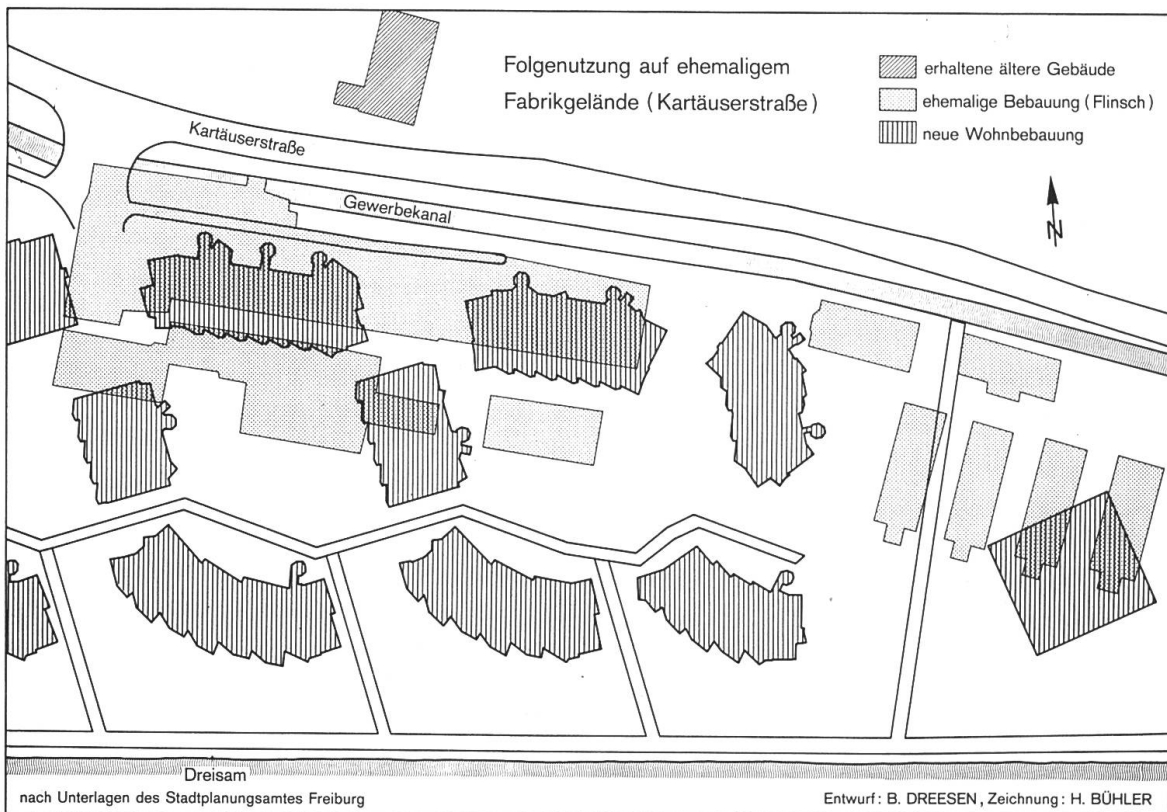 Folgenutzung auf ehemaligem
Fabrikgelände (Kartäuserstraße)
erhaltene ältere Gebäude
ehemalige Bebauung (Flinsch)
neue Wohnbebauung
N
Kartäuserstraße
Gewerbekanal
Dreisam
nach Unterlagen des Stadtplanungsamtes Freiburg
Entwurf: B. DREESEN, Zeichnung: H. BÜHLER